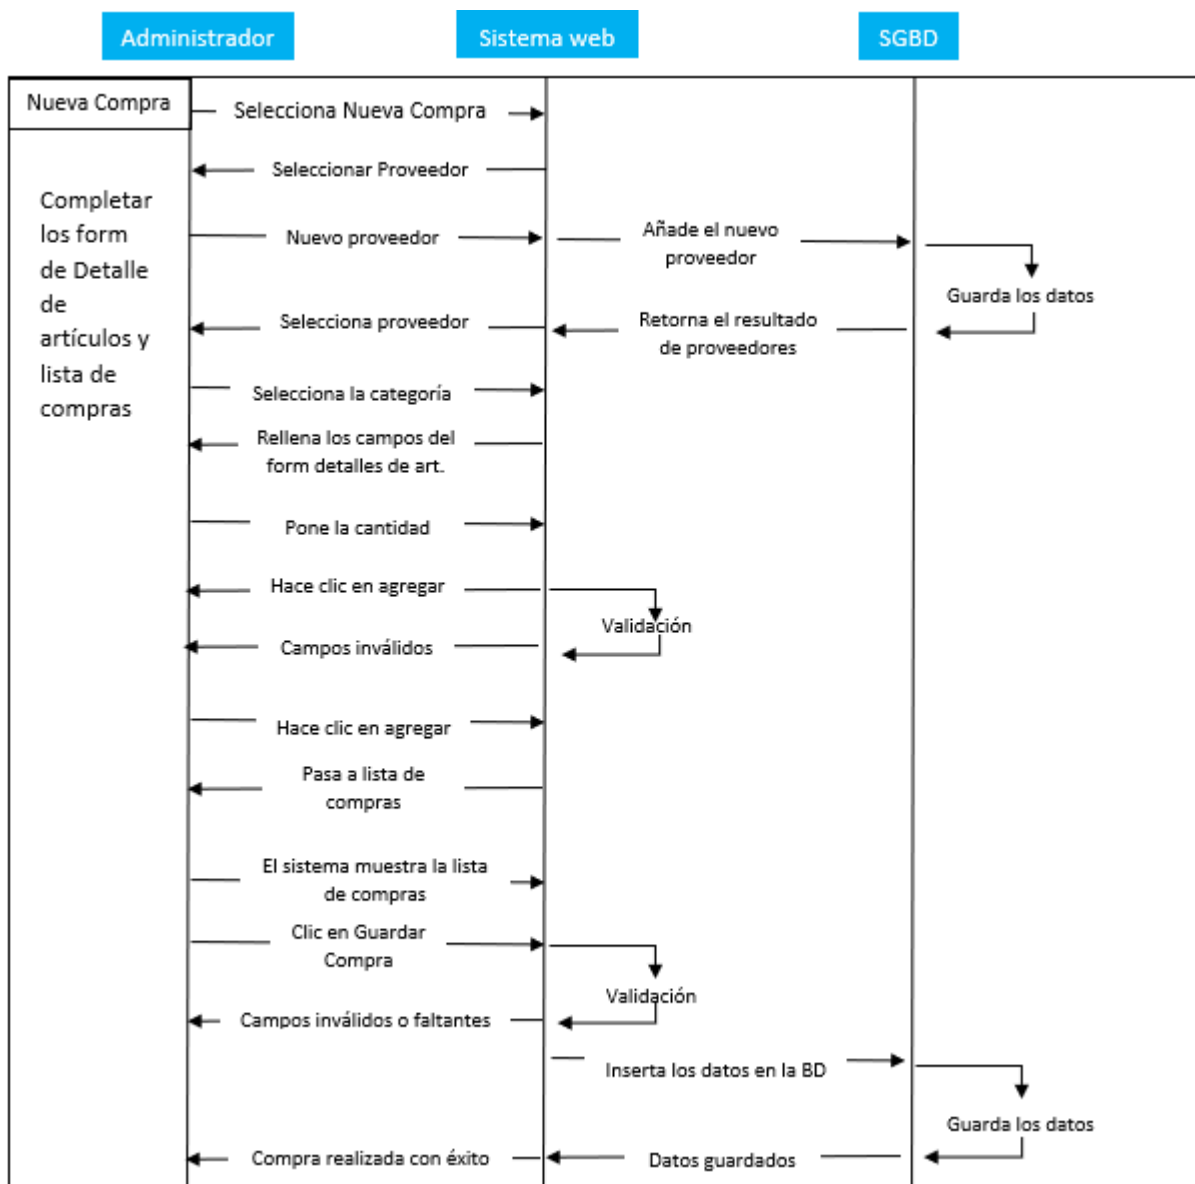 Administrador
Sistema web
SGBD
Nueva Compra
Selecciona Nueva Compra
Seleccionar Proveedor
Completar
los form
de Detalle
de
artículos y
lista de
compras
Nuevo proveedor
Añade el nuevo
proveedor
Guarda los datos
Selecciona proveedor
Retorna el resultado
de proveedores
Selecciona la categoría
Rellena los campos del
form detalles de art.
Pone la cantidad
Hace clic en agregar
Validación
Campos inválidos
Hace clic en agregar
Pasa a lista de
compras
El sistema muestra la lista
de compras
Clic en Guardar
Compra
Validación
Campos inválidos o faltantes
Inserta los datos en la BD
Guarda los datos
Compra realizada con éxito
Datos guardados